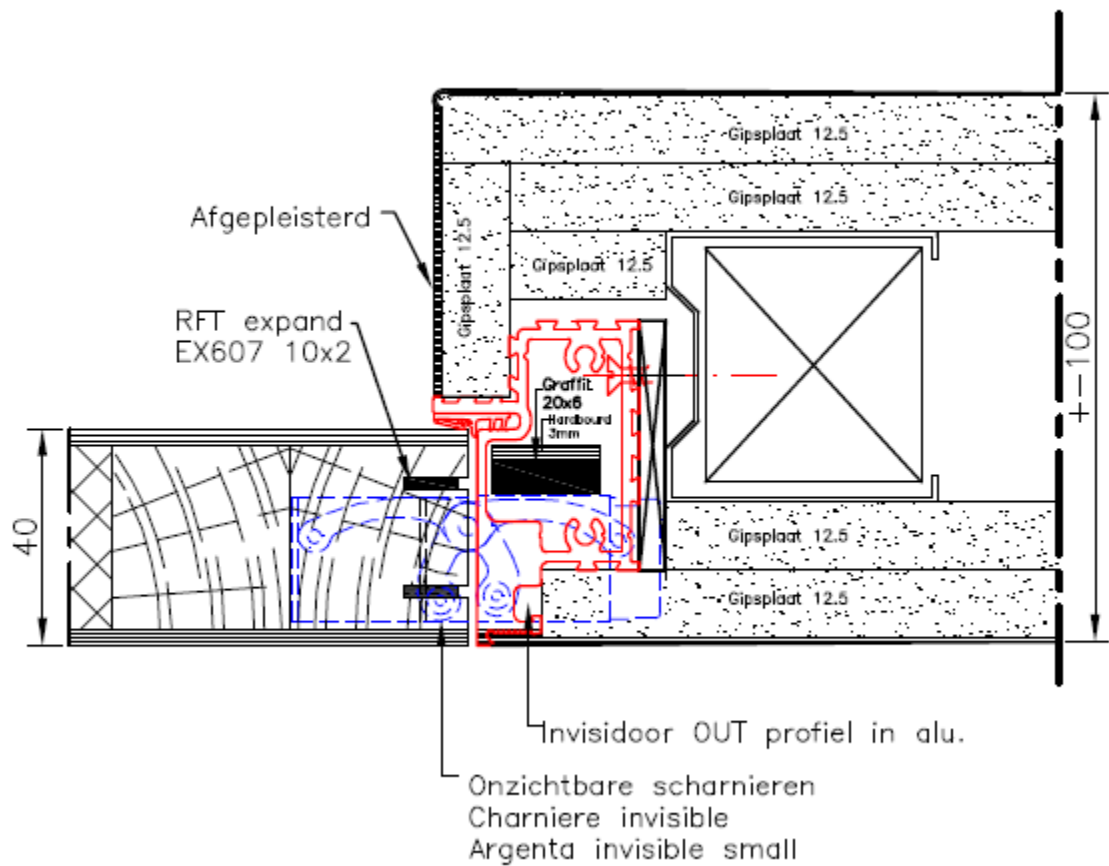 Gipsplaat 12.5
Gipsplaat 12.5
Afgepleisterd
Gipsplaat 12.5
Gipsplaat 12.5
RFT expand
EX607 10x2
+-100
Graffit
20x6
Hardbourd
3mm
40
Gipsplaat 12.5
Gipsplaat 12.5
Invisidoor OUT profiel in alu.
Onzichtbare scharnieren
Charniere invisible
Argenta invisible small